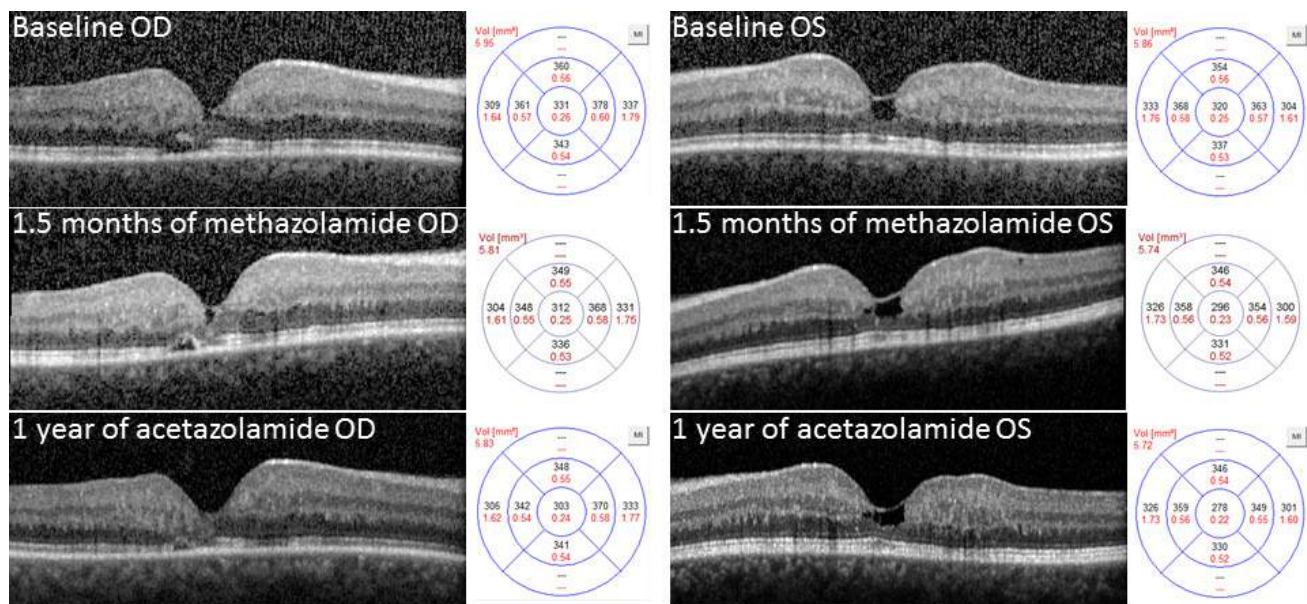 Baseline OD
Vol [mm³]
5.95
MI
---
---
360
0.56
309 361 331 378 337
1.64 0.57 0.26 0.60 1.79
343
0.54
---
---
Baseline OS
Vol [mm³]
5.86
MI
---
---
354
0.56
333 368 320 363 304
1.76 0.58 0.25 0.57 1.61
337
0.53
---
---
1.5 months of methazolamide OD
Vol [mm³]
5.81
---
---
349
0.55
304 348 312 368 331
1.61 0.55 0.25 0.58 1.75
336
0.53
---
---
1.5 months of methazolamide OS
Vol [mm³]
5.74
---
---
346
0.54
326 358 296 354 300
1.73 0.56 0.23 0.56 1.59
331
0.52
---
---
1 year of acetazolamide OD
Vol [mm³]
5.83
MI
---
---
348
0.55
306 342 303 370 333
1.62 0.54 0.24 0.58 1.77
341
0.54
---
---
1 year of acetazolamide OS
Vol [mm³]
5.72
MI
---
---
346
0.54
326 359 278 349 301
1.73 0.56 0.22 0.55 1.60
330
0.52
---
---